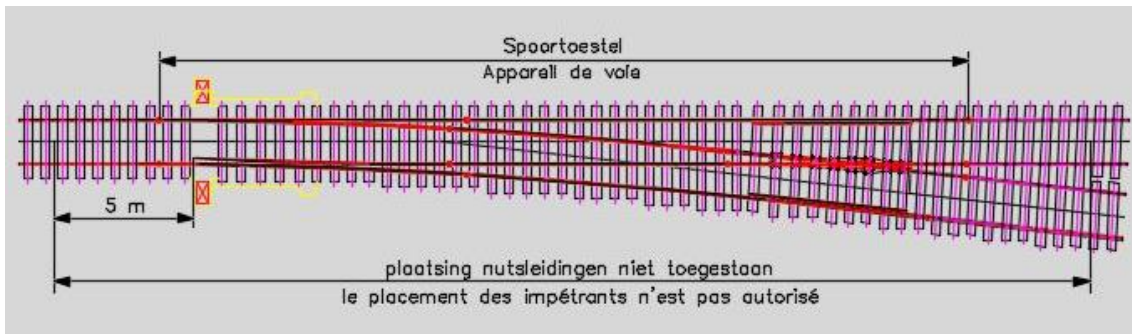 Spoortoestel
Appareil de voie
5 m
plaatsing nutsleidingen niet toegestaan
le placement des impétrants n'est pas autorisé